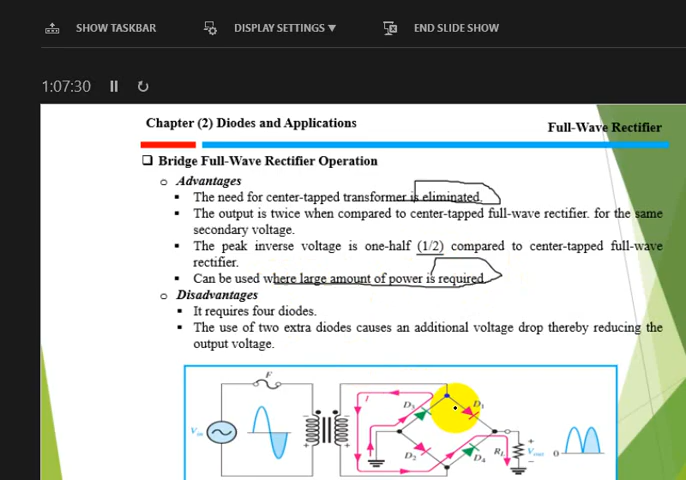 SHOW TASKBAR
DISPLAY SETTINGS ▼
END SLIDE SHOW
1:07:30
Chapter (2) Diodes and Applications
Full-Wave Rectifier
❑ Bridge Full-Wave Rectifier Operation
o Advantages
▪ The need for center-tapped transformer is eliminated.
▪ The output is twice when compared to center-tapped full-wave rectifier. for the same
secondary voltage.
▪ The peak inverse voltage is one-half (1/2) compared to center-tapped full-wave
rectifier.
▪ Can be used where large amount of power is required.
o Disadvantages
▪ It requires four diodes.
▪ The use of two extra diodes causes an additional voltage drop thereby reducing the
output voltage.
F
I
D3
D1
Vin
D2
D4
RL
Vout
0